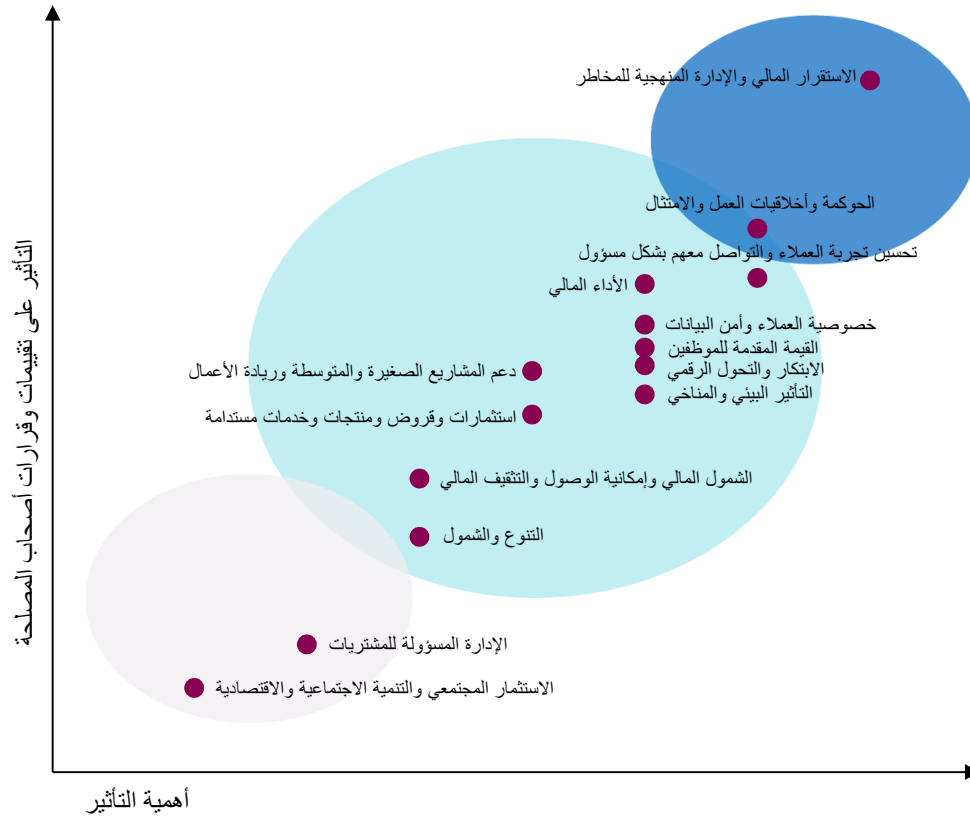 الاستقرار المالي والإدارة المنهجية للمخاطر
الحوكمة وأخلاقيات العمل والامتثال
تحسين تجربة العملاء والتواصل معهم بشكل مسؤول
الأداء المالي
خصوصية العملاء وأمن البيانات
القيمة المقدمة للموظفين
الابتكار والتحول الرقمي
دعم المشاريع الصغيرة والمتوسطة وريادة الأعمال
التأثير البيئي والمناخي
استثمارات وقروض ومنتجات وخدمات مستدامة
الشمول المالي وإمكانية الوصول والتثقيف المالي
التنوع والشمول
الإدارة المسؤولة للمشتريات
الاستثمار المجتمعي والتنمية الاجتماعية والاقتصادية
التأثير على تقييمات وقرارات أصحاب المصلحة
أهمية التأثير